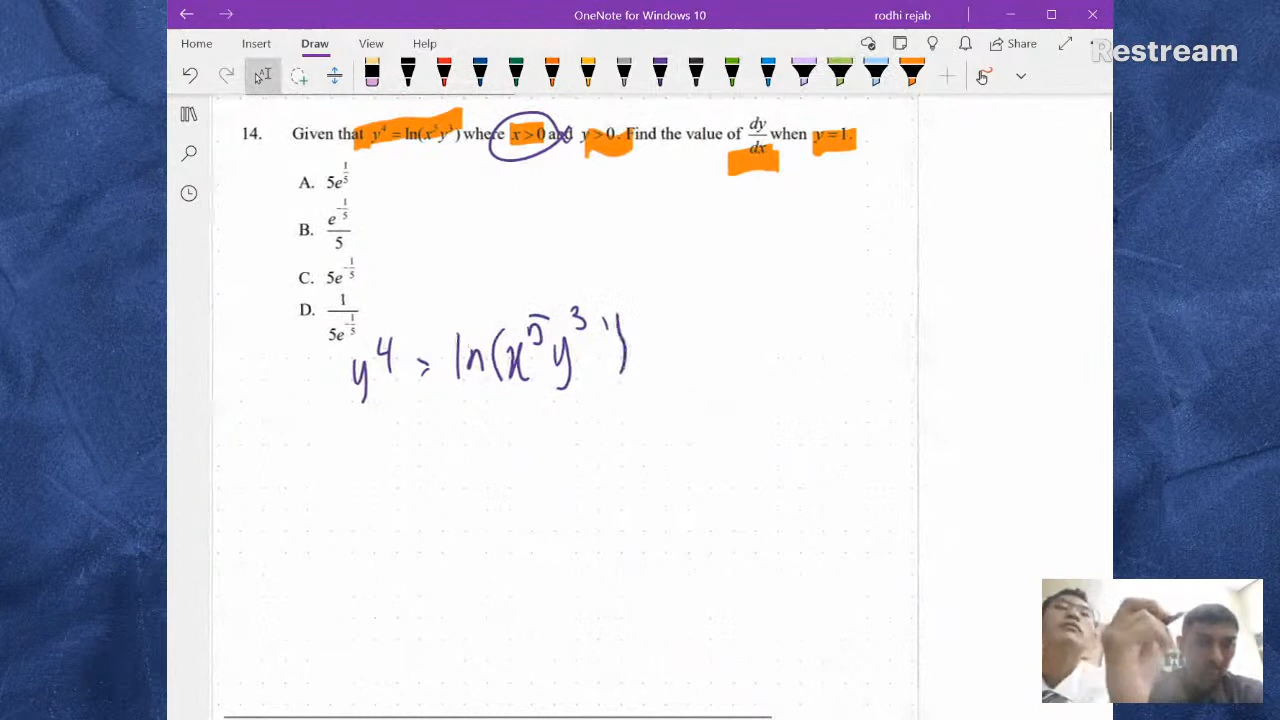 OneNote for Windows 10
rodhi rejab
Home Insert Draw View Help
Share
Restream
14. Given that y⁴ = ln(x⁵y³) where x > 0 and y > 0. Find the value of dy/dx when y = 1.
A. 5e^(1/5)
B. e^(-1/5)/5
C. 5e^(-1/5)
D. 1/(5e^(-1/5))
y⁴ = ln(x⁵y³)